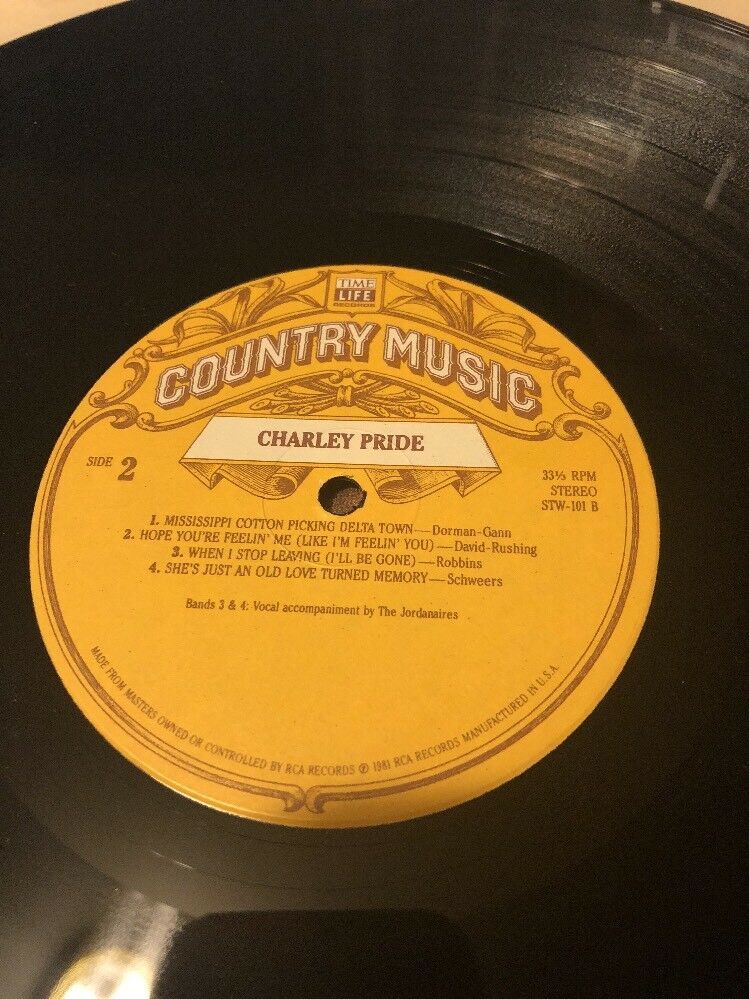 TIME
LIFE
RECORDS
COUNTRY MUSIC
CHARLEY PRIDE
SIDE 2
33⅓ RPM
STEREO
STW-101 B
1. MISSISSIPPI COTTON PICKING DELTA TOWN—Dorman-Gann
2. HOPE YOU'RE FEELIN' ME (LIKE I'M FEELIN' YOU)—David-Rushing
3. WHEN I STOP LEAVING (I'LL BE GONE)—Robbins
4. SHE'S JUST AN OLD LOVE TURNED MEMORY—Schweers
Bands 3 & 4: Vocal accompaniment by The Jordanaires
MADE FROM MASTERS OWNED OR CONTROLLED BY RCA RECORDS ℗ 1981 RCA RECORDS MANUFACTURED IN U.S.A.